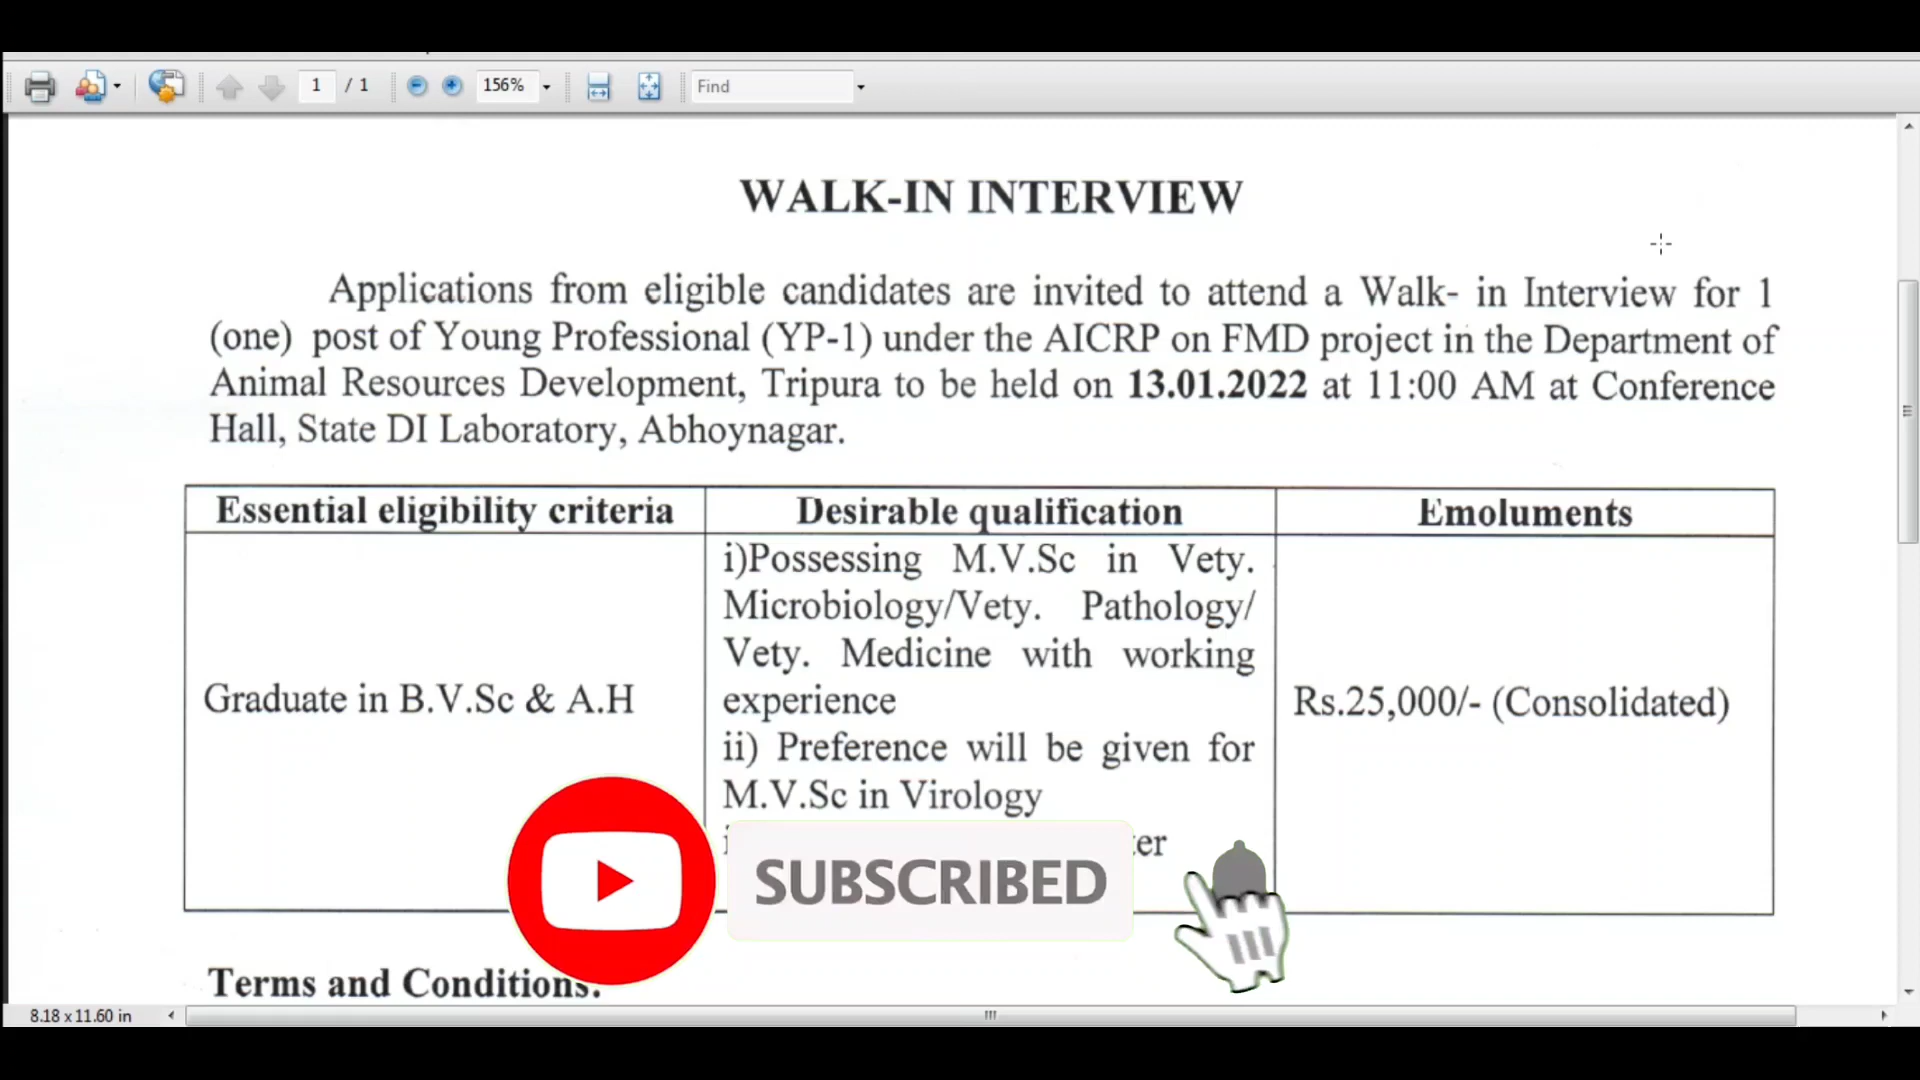 1 / 1 156% Find
WALK-IN INTERVIEW
Applications from eligible candidates are invited to attend a Walk- in Interview for 1
(one) post of Young Professional (YP-1) under the AICRP on FMD project in the Department of
Animal Resources Development, Tripura to be held on 13.01.2022 at 11:00 AM at Conference
Hall, State DI Laboratory, Abhoynagar.
Essential eligibility criteria
Desirable qualification
Emoluments
Graduate in B.V.Sc & A.H
i)Possessing M.V.Sc in Vety.
Microbiology/Vety. Pathology/
Vety. Medicine with working
experience
ii) Preference will be given for
M.V.Sc in Virology
Rs.25,000/- (Consolidated)
SUBSCRIBED
Terms and Conditions:
8.18 x 11.60 in